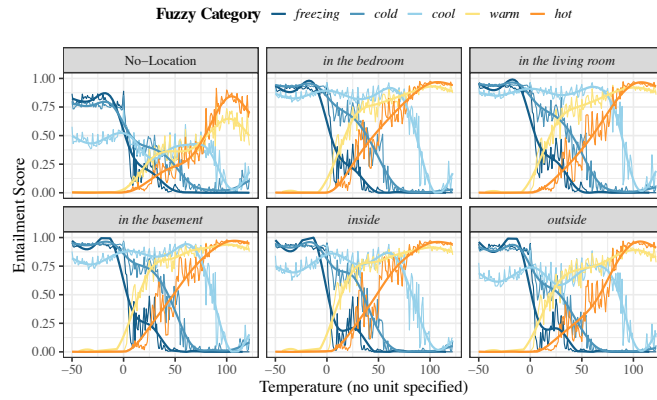 Fuzzy Category freezing cold cool warm hot
No−Location in the bedroom in the living room
1.00
0.75
0.50
0.25
0.00
in the basement inside outside
1.00
0.75
0.50
0.25
0.00
−50 0 50 100 −50 0 50 100 −50 0 50 100
Temperature (no unit specified)
Entailment Score